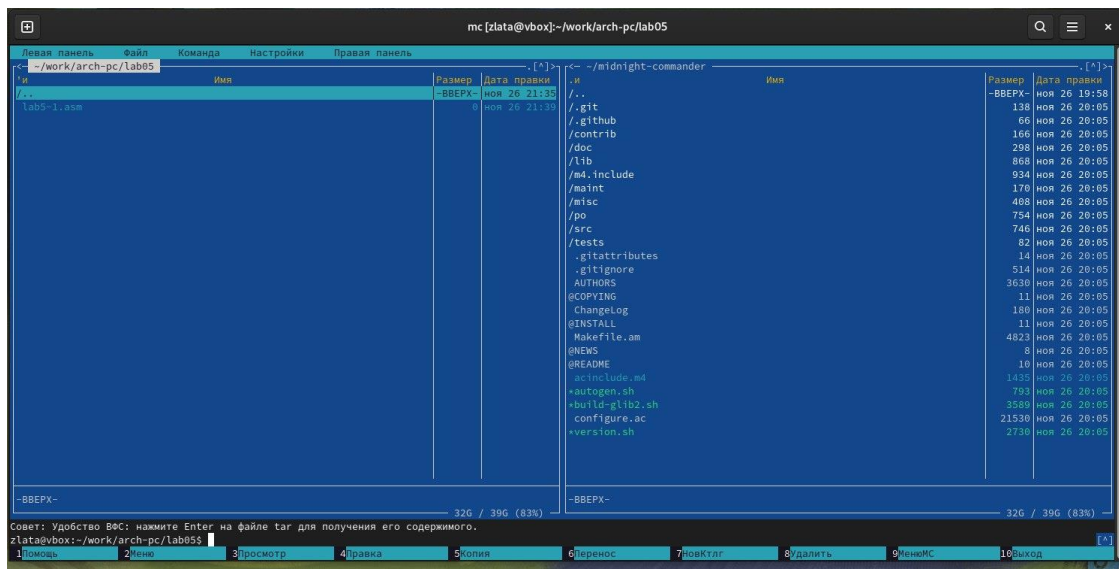 mc [zlata@vbox]:~/work/arch-pc/lab05
Левая панель Файл Команда Настройки Правая панель
<- ~/work/arch-pc/lab05 .[^]>
'и Имя Размер Дата правки
/.. -ВВЕРХ- ноя 26 21:35
lab5-1.asm 0 ноя 26 21:39
-ВВЕРХ-
32G / 39G (83%)
<- ~/midnight-commander .[^]>
.и Имя Размер Дата правки
/.. -ВВЕРХ- ноя 26 19:58
/.git 138 ноя 26 20:05
/.github 66 ноя 26 20:05
/contrib 166 ноя 26 20:05
/doc 298 ноя 26 20:05
/lib 868 ноя 26 20:05
/m4.include 934 ноя 26 20:05
/maint 170 ноя 26 20:05
/misc 408 ноя 26 20:05
/po 754 ноя 26 20:05
/src 746 ноя 26 20:05
/tests 82 ноя 26 20:05
.gitattributes 14 ноя 26 20:05
.gitignore 514 ноя 26 20:05
AUTHORS 3630 ноя 26 20:05
@COPYING 11 ноя 26 20:05
ChangeLog 180 ноя 26 20:05
@INSTALL 11 ноя 26 20:05
Makefile.am 4823 ноя 26 20:05
@NEWS 8 ноя 26 20:05
@README 10 ноя 26 20:05
acinclude.m4 1435 ноя 26 20:05
*autogen.sh 793 ноя 26 20:05
*build-glib2.sh 3589 ноя 26 20:05
configure.ac 21530 ноя 26 20:05
*version.sh 2730 ноя 26 20:05
-ВВЕРХ-
32G / 39G (83%)
Совет: Удобство ВФС: нажмите Enter на файле tar для получения его содержимого.
zlata@vbox:~/work/arch-pc/lab05$ [^]
1Помощь 2Меню 3Просмотр 4Правка 5Копия 6Перенос 7НовКтлг 8Удалить 9МенюМС 10Выход